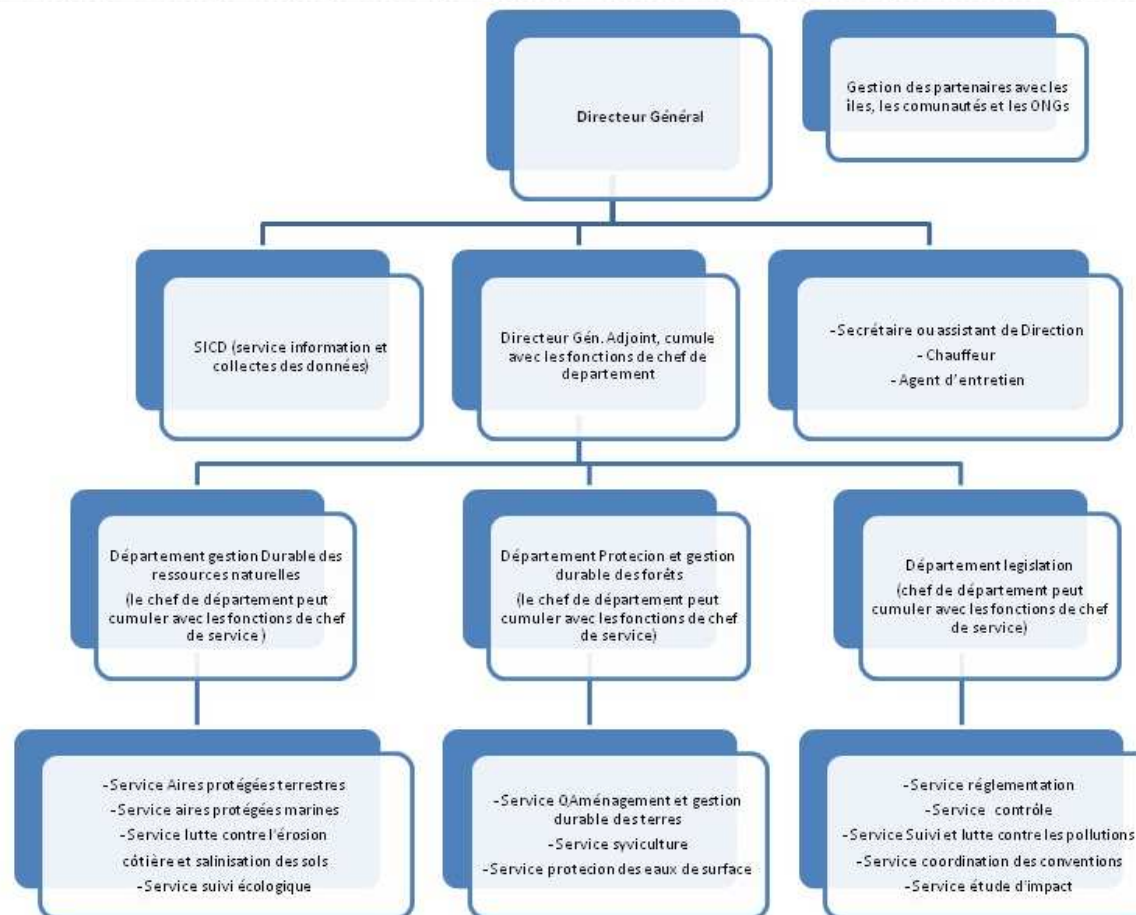 Directeur Général
Gestion des partenaires avec les
îles, les comunautés et les ONGs
SICD (service information et
collectes des données)
Directeur Gén. Adjoint, cumule
avec les fonctions de chef de
departement
-Secrétaire ou assistant de Direction
-Chauffeur
-Agent d'entretien
Département gestion Durable des
ressources naturelles
(le chef de département peut
cumuler avec les fonctions de chef
de service )
Département Protecion et gestion
durable des forêts
(le chef de département peut
cumuler avec les fonctions de chef
de service)
Département legislation
(chef de département peut
cumuler avec les fonctions de chef
de service)
-Service Aires protégées terrestres
-Service aires protégées marines
-Service lutte contre l'érosion
côtière et salinisation des sols
-Service suivi écologique
-Service QAménagement et gestion
durable des terres
-Service syviculture
-Service protecion des eaux de surface
-Service réglementation
-Service contrôle
-Service Suivi et lutte contre les pollutions
-Service coordination des conventions
-Service étude d'impact